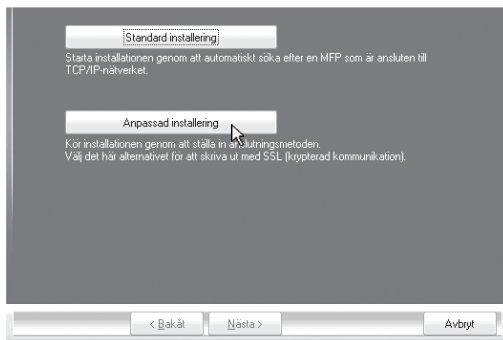 Standard installering
Starta installationen genom att automatiskt söka efter en MFP som är ansluten till
TCP/IP-nätverket.
Anpassad installering
Kör installationen genom att ställa in anslutningsmetoden.
Välj det här alternativet för att skriva ut med SSL (krypterad kommunikation).
< Bakåt Nästa > Avbryt